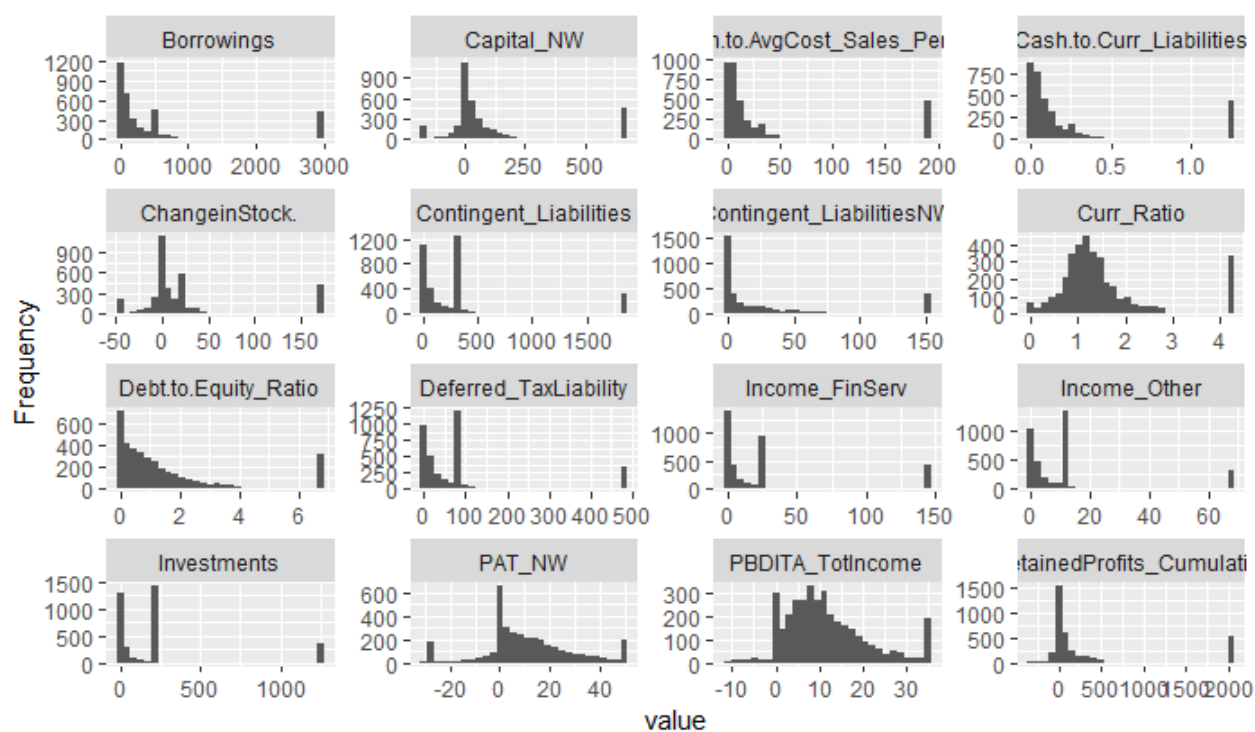 Borrowings
1200
900
600
300
0
0 1000 2000 3000
Capital_NW
900
600
300
0
0 250 500
n.to.AvgCost_Sales_Per
1000
750
500
250
0
0 50 100 150 200
Cash.to.Curr_Liabilities
750
500
250
0
0.0 0.5 1.0
ChangeinStock.
900
600
300
0
-50 0 50 100 150
Contingent_Liabilities
1200
800
400
0
0 500 1000 1500
Contingent_LiabilitiesNW
1500
1000
500
0
0 50 100 150
Curr_Ratio
400
300
200
100
0
0 1 2 3 4
Frequency
Debt.to.Equity_Ratio
600
400
200
0
0 2 4 6
Deferred_TaxLiability
1250
1000
750
500
250
0
0 100 200 300 400 500
Income_FinServ
1000
500
0
0 50 100 150
Income_Other
1000
500
0
0 20 40 60
Investments
1500
1000
500
0
0 500 1000
PAT_NW
600
400
200
0
-20 0 20 40
PBDITA_TotIncome
300
200
100
0
-10 0 10 20 30
etainedProfits_Cumulati
1500
1000
500
0
0 500 1000 1500 2000
value